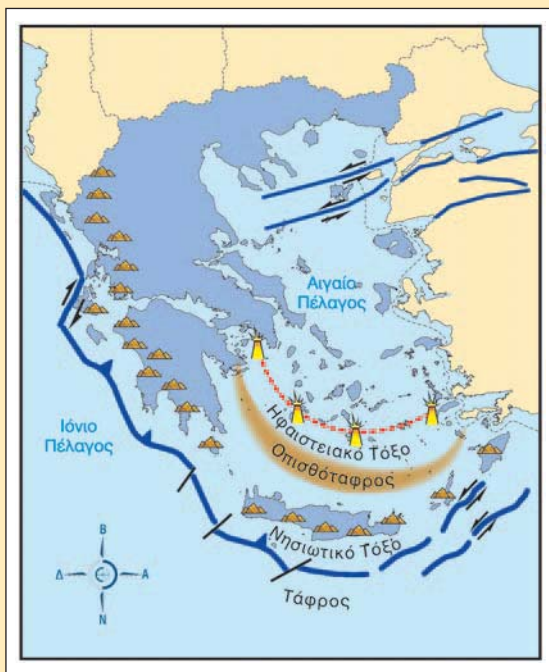 Αιγαίο
Πέλαγος
Ιόνιο
Πέλαγος
Ηφαιστειακό Τόξο
Οπισθόταφρος
Νησιωτικό Τόξο
Τάφρος
Β
Δ
Α
Ν